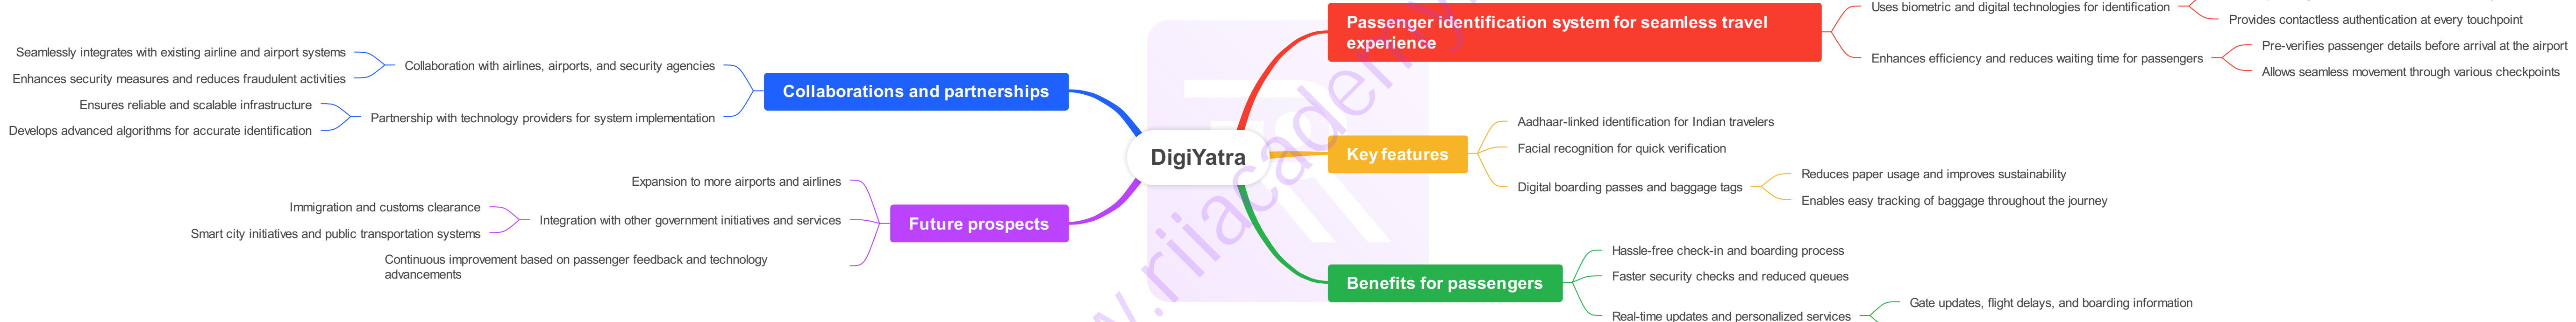 DigiYatra
Passenger identification system for seamless travel
experience
Uses biometric and digital technologies for identification
Provides contactless authentication at every touchpoint
Enhances efficiency and reduces waiting time for passengers
Pre-verifies passenger details before arrival at the airport
Allows seamless movement through various checkpoints
Key features
Aadhaar-linked identification for Indian travelers
Facial recognition for quick verification
Digital boarding passes and baggage tags
Reduces paper usage and improves sustainability
Enables easy tracking of baggage throughout the journey
Benefits for passengers
Hassle-free check-in and boarding process
Faster security checks and reduced queues
Real-time updates and personalized services
Gate updates, flight delays, and boarding information
Collaborations and partnerships
Collaboration with airlines, airports, and security agencies
Seamlessly integrates with existing airline and airport systems
Enhances security measures and reduces fraudulent activities
Partnership with technology providers for system implementation
Ensures reliable and scalable infrastructure
Develops advanced algorithms for accurate identification
Future prospects
Expansion to more airports and airlines
Integration with other government initiatives and services
Immigration and customs clearance
Smart city initiatives and public transportation systems
Continuous improvement based on passenger feedback and technology
advancements